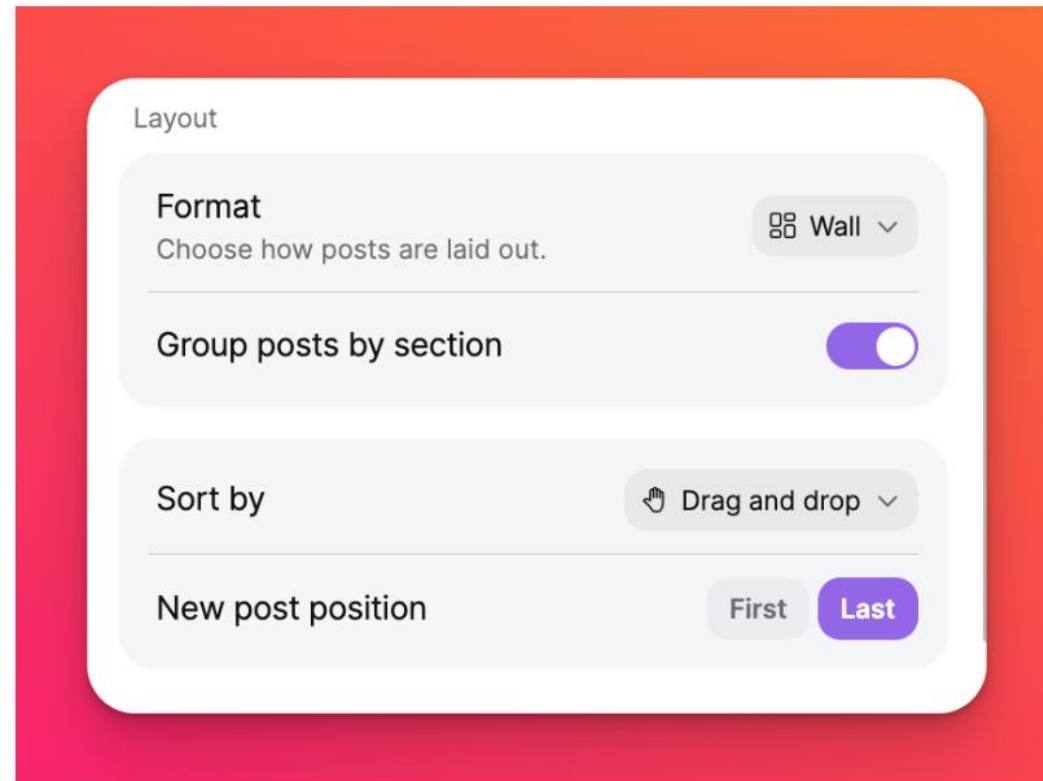 Layout
Format
Wall
Choose how posts are laid out.
Group posts by section
Sort by
Drag and drop
New post position
First
Last